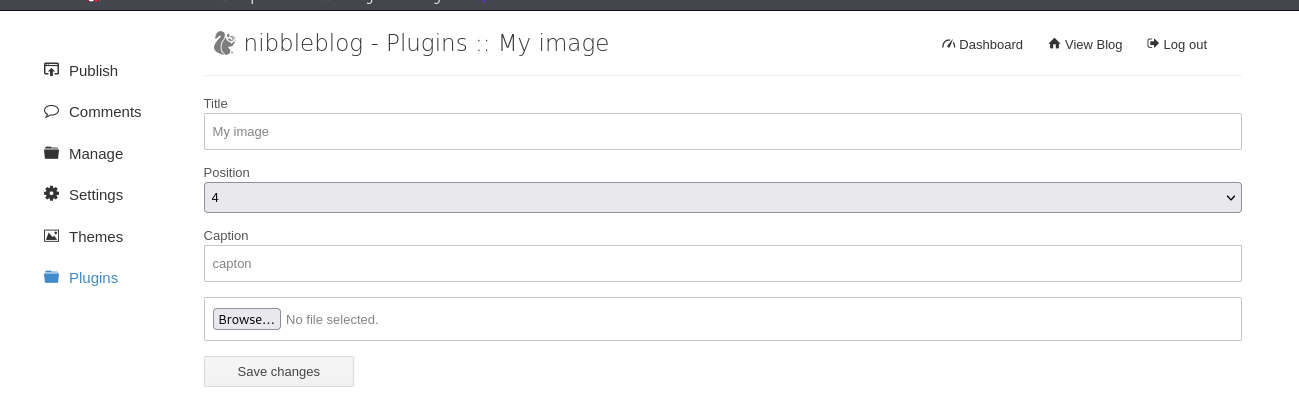 nibbleblog - Plugins :: My image
Dashboard
View Blog
Log out
Publish
Comments
Manage
Settings
Themes
Plugins
Title
My image
Position
4
Caption
capton
Browse...
No file selected.
Save changes